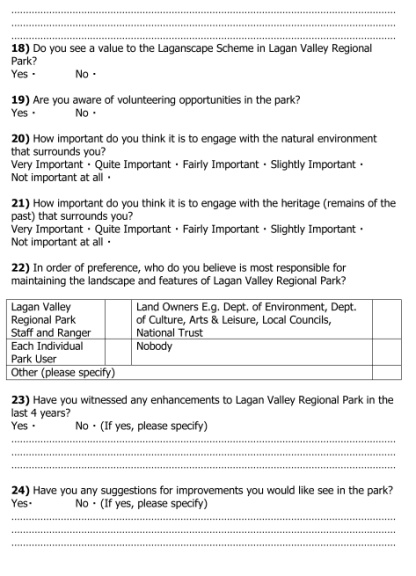 18) Do you see a value to the Laganscape Scheme in Lagan Valley Regional
Park?
Yes · No ·
19) Are you aware of volunteering opportunities in the park?
Yes · No ·
20) How important do you think it is to engage with the natural environment
that surrounds you?
Very Important · Quite Important · Fairly Important · Slightly Important ·
Not important at all ·
21) How important do you think it is to engage with the heritage (remains of the
past) that surrounds you?
Very Important · Quite Important · Fairly Important · Slightly Important ·
Not important at all ·
22) In order of preference, who do you believe is most responsible for
maintaining the landscape and features of Lagan Valley Regional Park?
Lagan Valley
Regional Park
Staff and Ranger
Land Owners E.g. Dept. of Environment, Dept.
of Culture, Arts & Leisure, Local Councils,
National Trust
Each Individual
Park User
Nobody
Other (please specify)
23) Have you witnessed any enhancements to Lagan Valley Regional Park in the
last 4 years?
Yes · No · (If yes, please specify)
24) Have you any suggestions for improvements you would like see in the park?
Yes· No · (If yes, please specify)